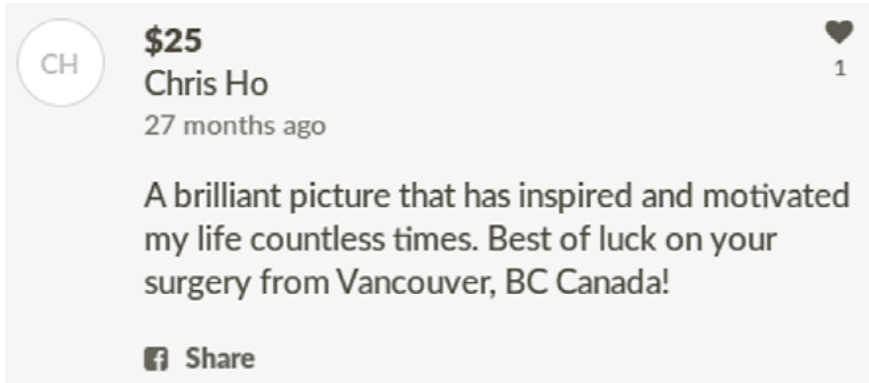 CH
$25
Chris Ho
27 months ago
1
A brilliant picture that has inspired and motivated
my life countless times. Best of luck on your
surgery from Vancouver, BC Canada!
Share